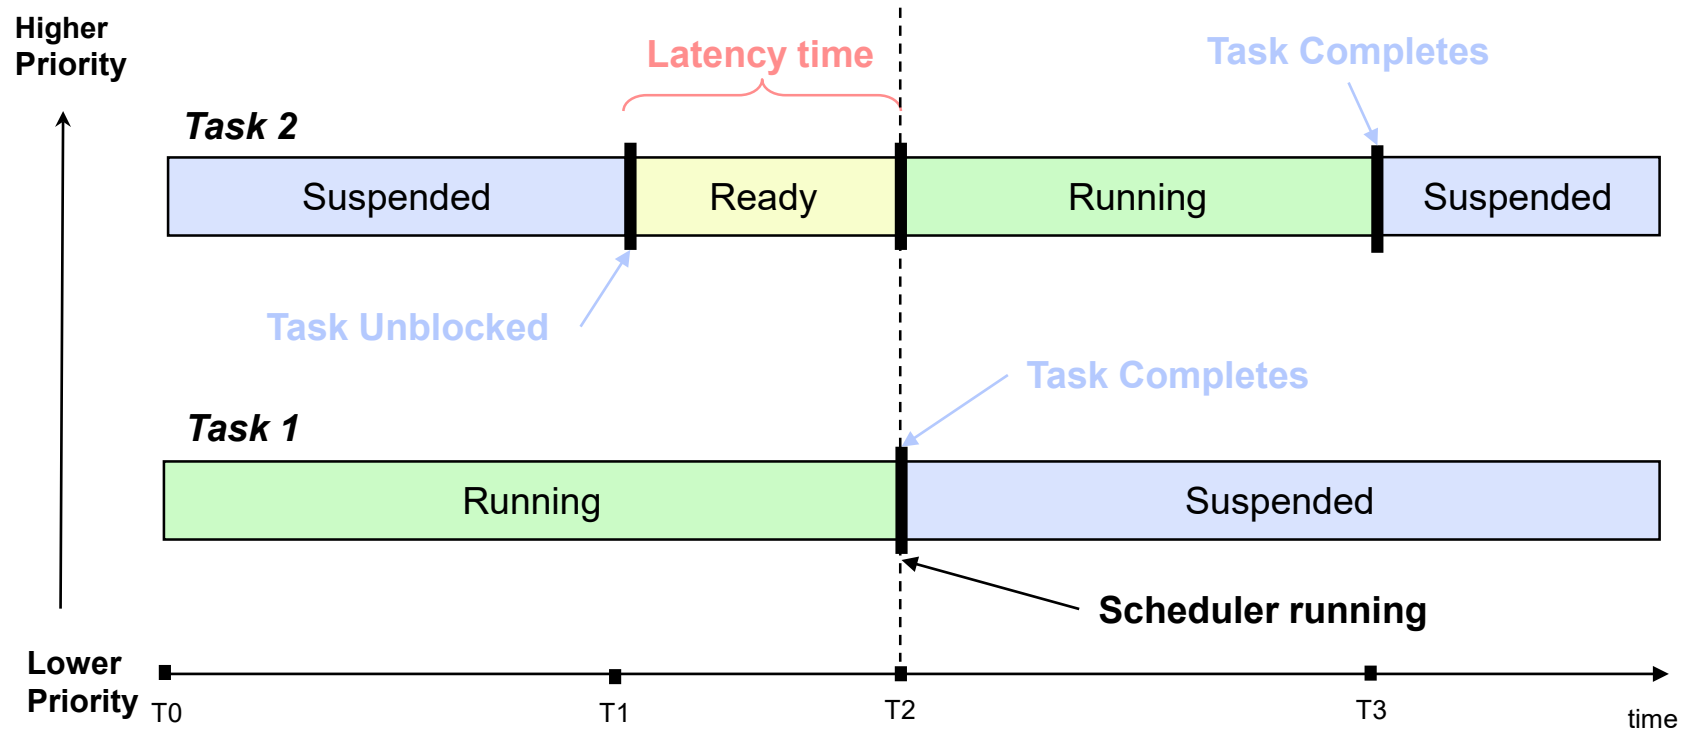 Higher
Priority
Latency time
Task Completes
Task 2
Suspended
Ready
Running
Suspended
Task Unblocked
Task Completes
Task 1
Running
Suspended
Scheduler running
Lower
Priority
T0
T1
T2
T3
time